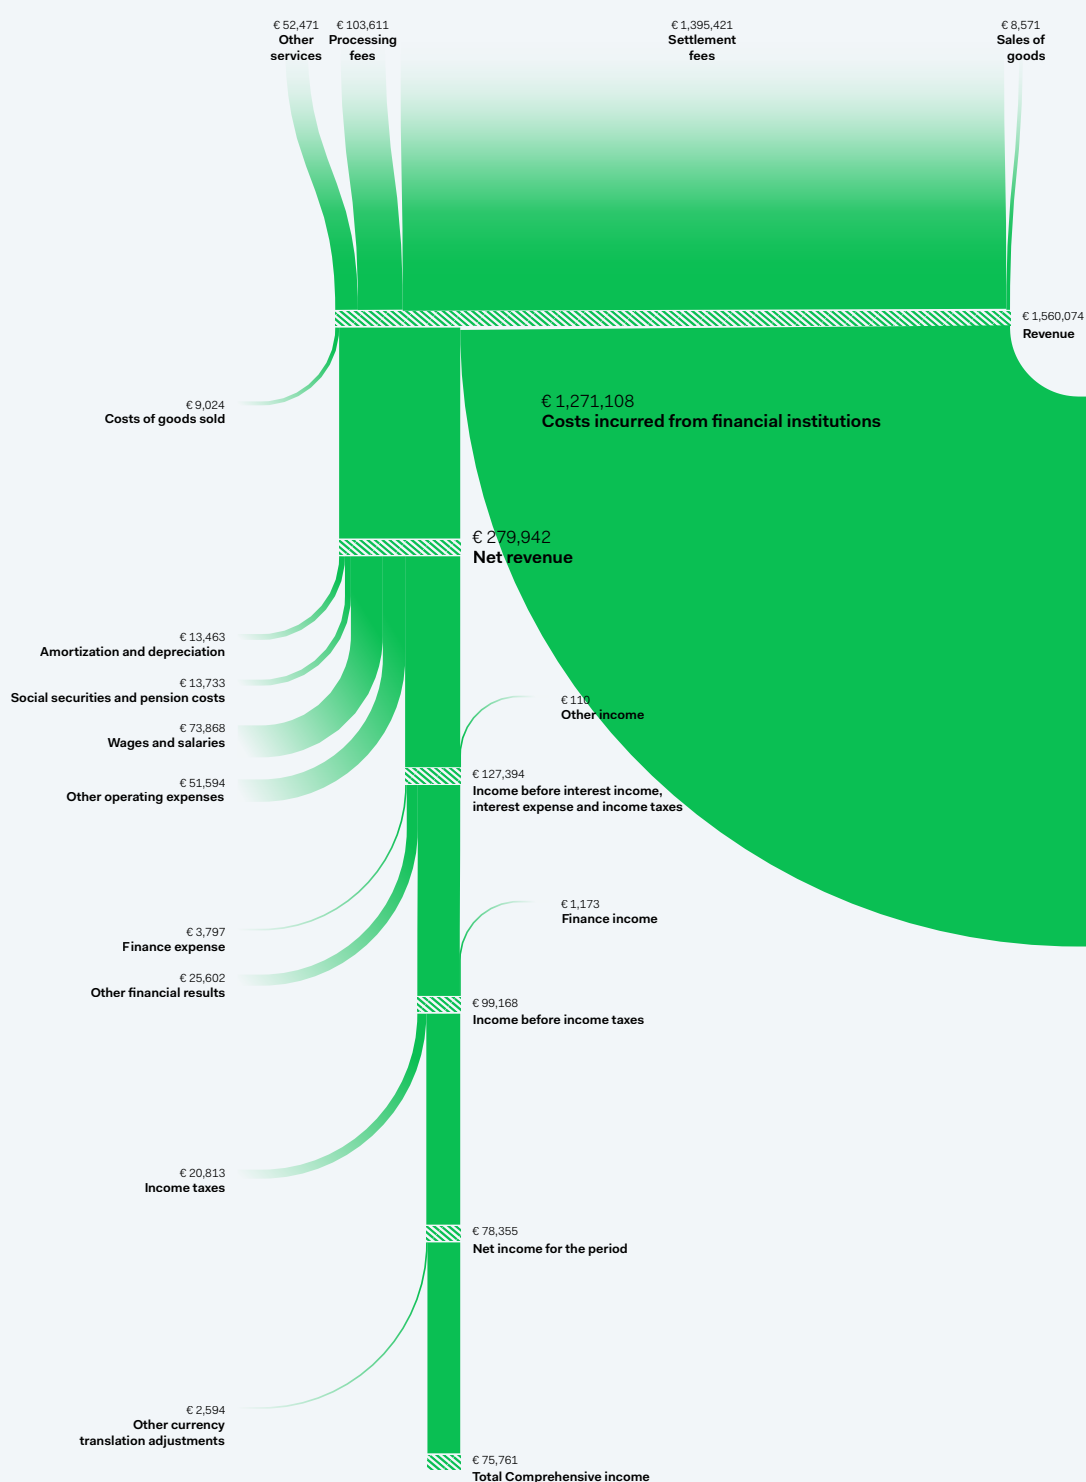 € 52,471
Other
services
€ 103,611
Processing
fees
€ 1,395,421
Settlement
fees
€ 8,571
Sales of
goods
€ 1,560,074
Revenue
€ 9,024
Costs of goods sold
€ 1,271,108
Costs incurred from financial institutions
€ 279,942
Net revenue
€ 13,463
Amortization and depreciation
€ 13,733
Social securities and pension costs
€ 73,868
Wages and salaries
€ 51,594
Other operating expenses
€ 110
Other income
€ 127,394
Income before interest income,
interest expense and income taxes
€ 3,797
Finance expense
€ 25,602
Other financial results
€ 1,173
Finance income
€ 99,168
Income before income taxes
€ 20,813
Income taxes
€ 78,355
Net income for the period
€ 2,594
Other currency
translation adjustments
€ 75,761
Total Comprehensive income